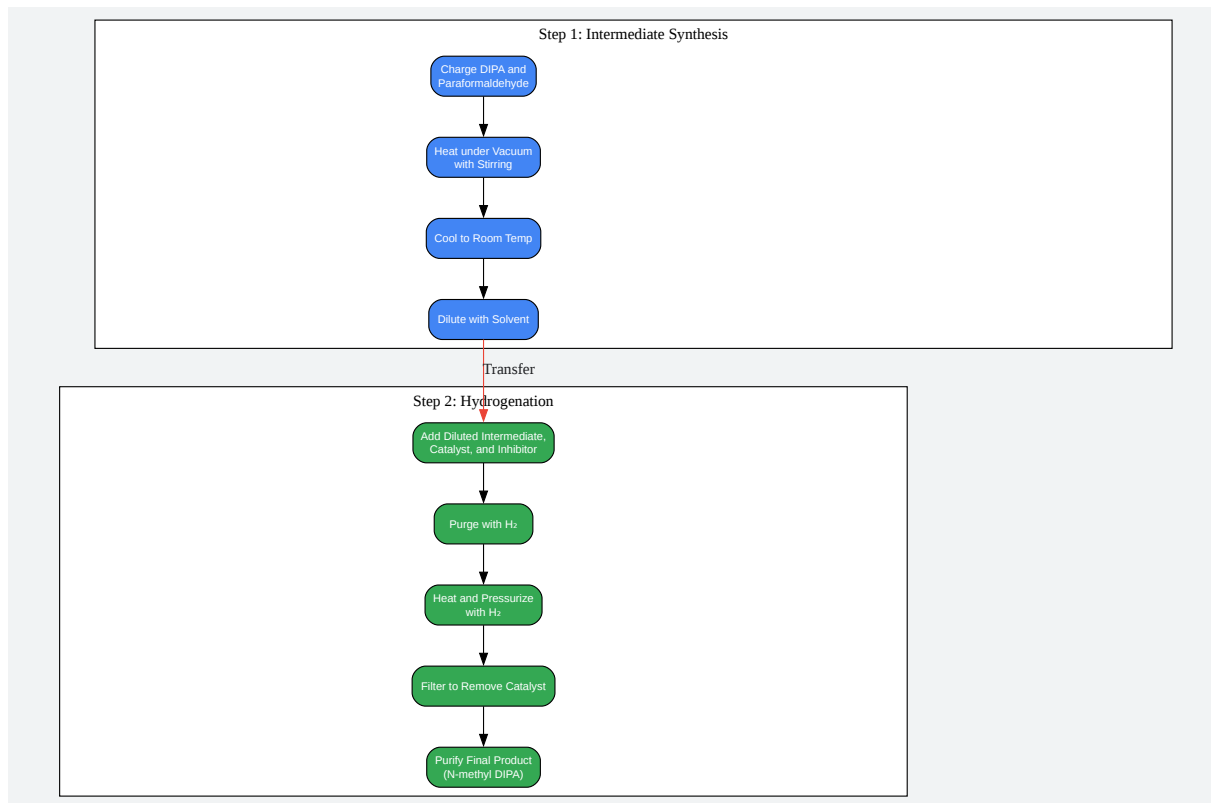 Step 1: Intermediate Synthesis
Charge DIPA and
Paraformaldehyde
Heat under Vacuum
with Stirring
Cool to Room Temp
Dilute with Solvent
Transfer
Step 2: Hydrogenation
Add Diluted Intermediate,
Catalyst, and Inhibitor
Purge with H₂
Heat and Pressurize
with H₂
Filter to Remove Catalyst
Purify Final Product
(N-methyl DIPA)